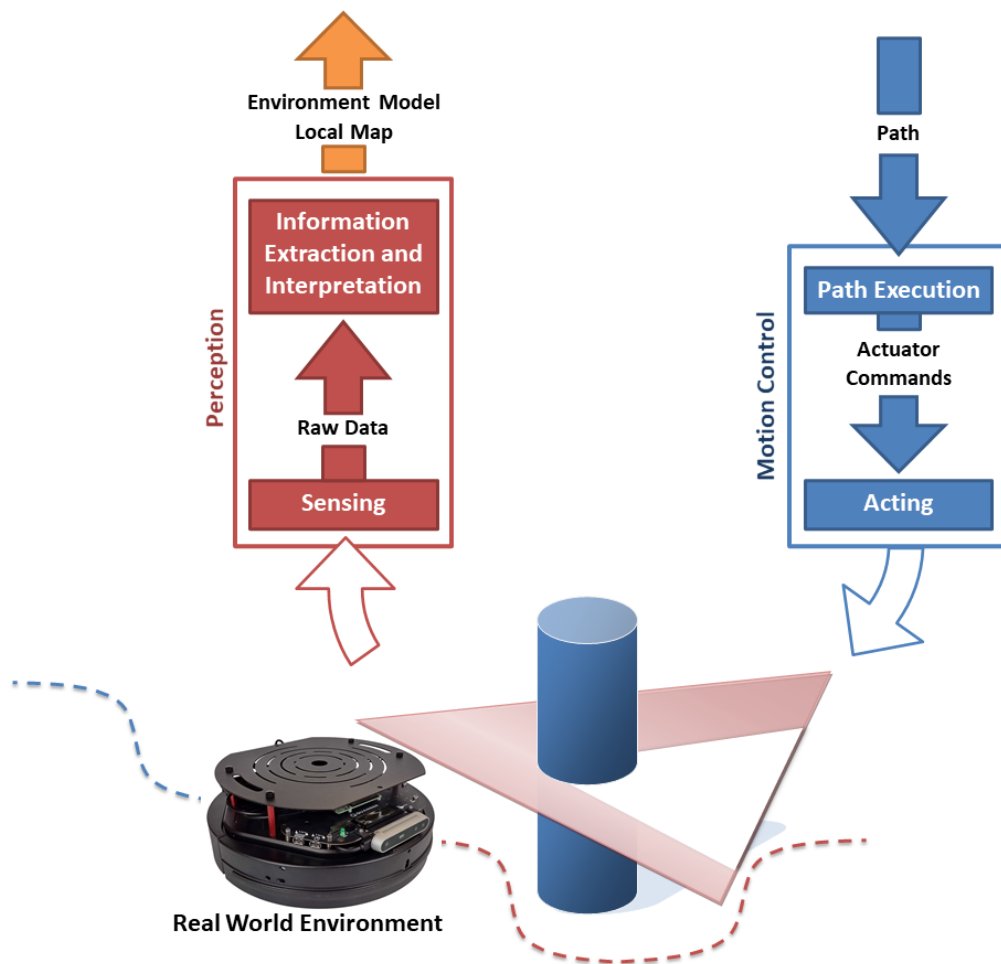 Environment Model
Local Map
Information
Extraction and
Interpretation
Perception
Raw Data
Sensing
Path
Path Execution
Motion Control
Actuator
Commands
Acting
Real World Environment